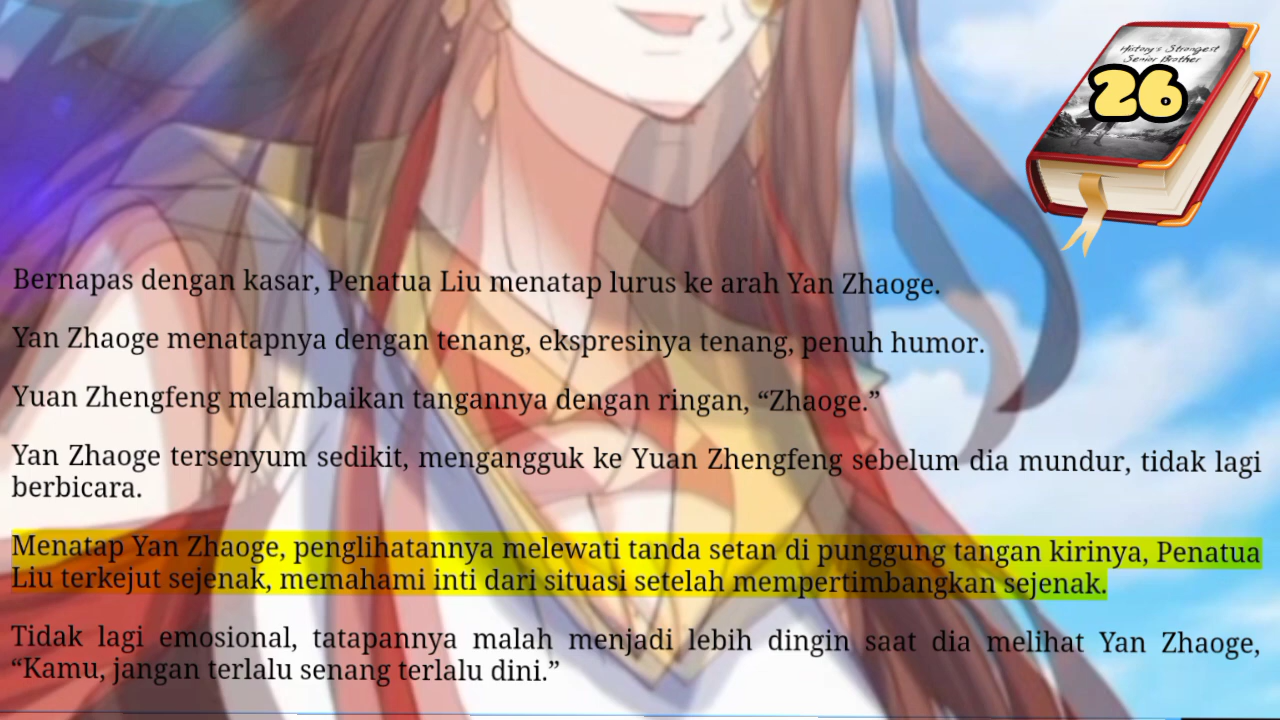 History's Strongest
Senior Brother
26
Bernapas dengan kasar, Penatua Liu menatap lurus ke arah Yan Zhaoge.
Yan Zhaoge menatapnya dengan tenang, ekspresinya tenang, penuh humor.
Yuan Zhengfeng melambaikan tangannya dengan ringan, “Zhaoge.”
Yan Zhaoge tersenyum sedikit, mengangguk ke Yuan Zhengfeng sebelum dia mundur, tidak lagi
berbicara.
Menatap Yan Zhaoge, penglihatannya melewati tanda setan di punggung tangan kirinya, Penatua
Liu terkejut sejenak, memahami inti dari situasi setelah mempertimbangkan sejenak.
Tidak lagi emosional, tatapannya malah menjadi lebih dingin saat dia melihat Yan Zhaoge,
“Kamu, jangan terlalu senang terlalu dini.”